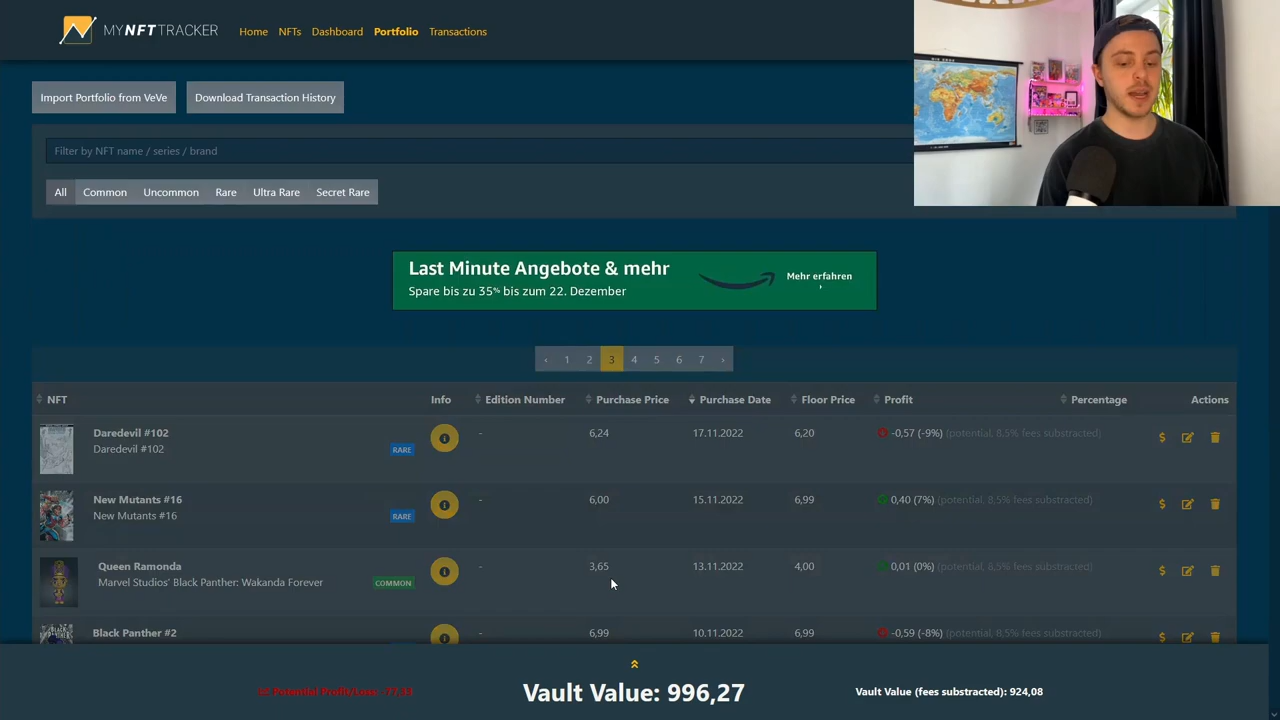 MYNFTTRACKER
Home NFTs Dashboard Portfolio Transactions
Import Portfolio from VeVe Download Transaction History
Filter by NFT name / series / brand
All Common Uncommon Rare Ultra Rare Secret Rare
Last Minute Angebote & mehr
Spare bis zu 35% bis zum 22. Dezember
Mehr erfahren
‹ 1 2 3 4 5 6 7 ›
NFT Info Edition Number Purchase Price Purchase Date Floor Price Profit Percentage Actions
Daredevil #102
Daredevil #102
RARE
- 6,24 17.11.2022 6,20 -0,57 (-9%) (potential, 8,5% fees substracted)
New Mutants #16
New Mutants #16
RARE
- 6,00 15.11.2022 6,99 0,40 (7%) (potential, 8,5% fees substracted)
Queen Ramonda
Marvel Studios' Black Panther: Wakanda Forever
COMMON
- 3,65 13.11.2022 4,00 0,01 (0%) (potential, 8,5% fees substracted)
Black Panther #2
- 6,99 10.11.2022 6,99 -0,59 (-8%) (potential, 8,5% fees substracted)
Potential Profit/Loss:
Vault Value: 996,27
Vault Value (fees substracted): 924,08